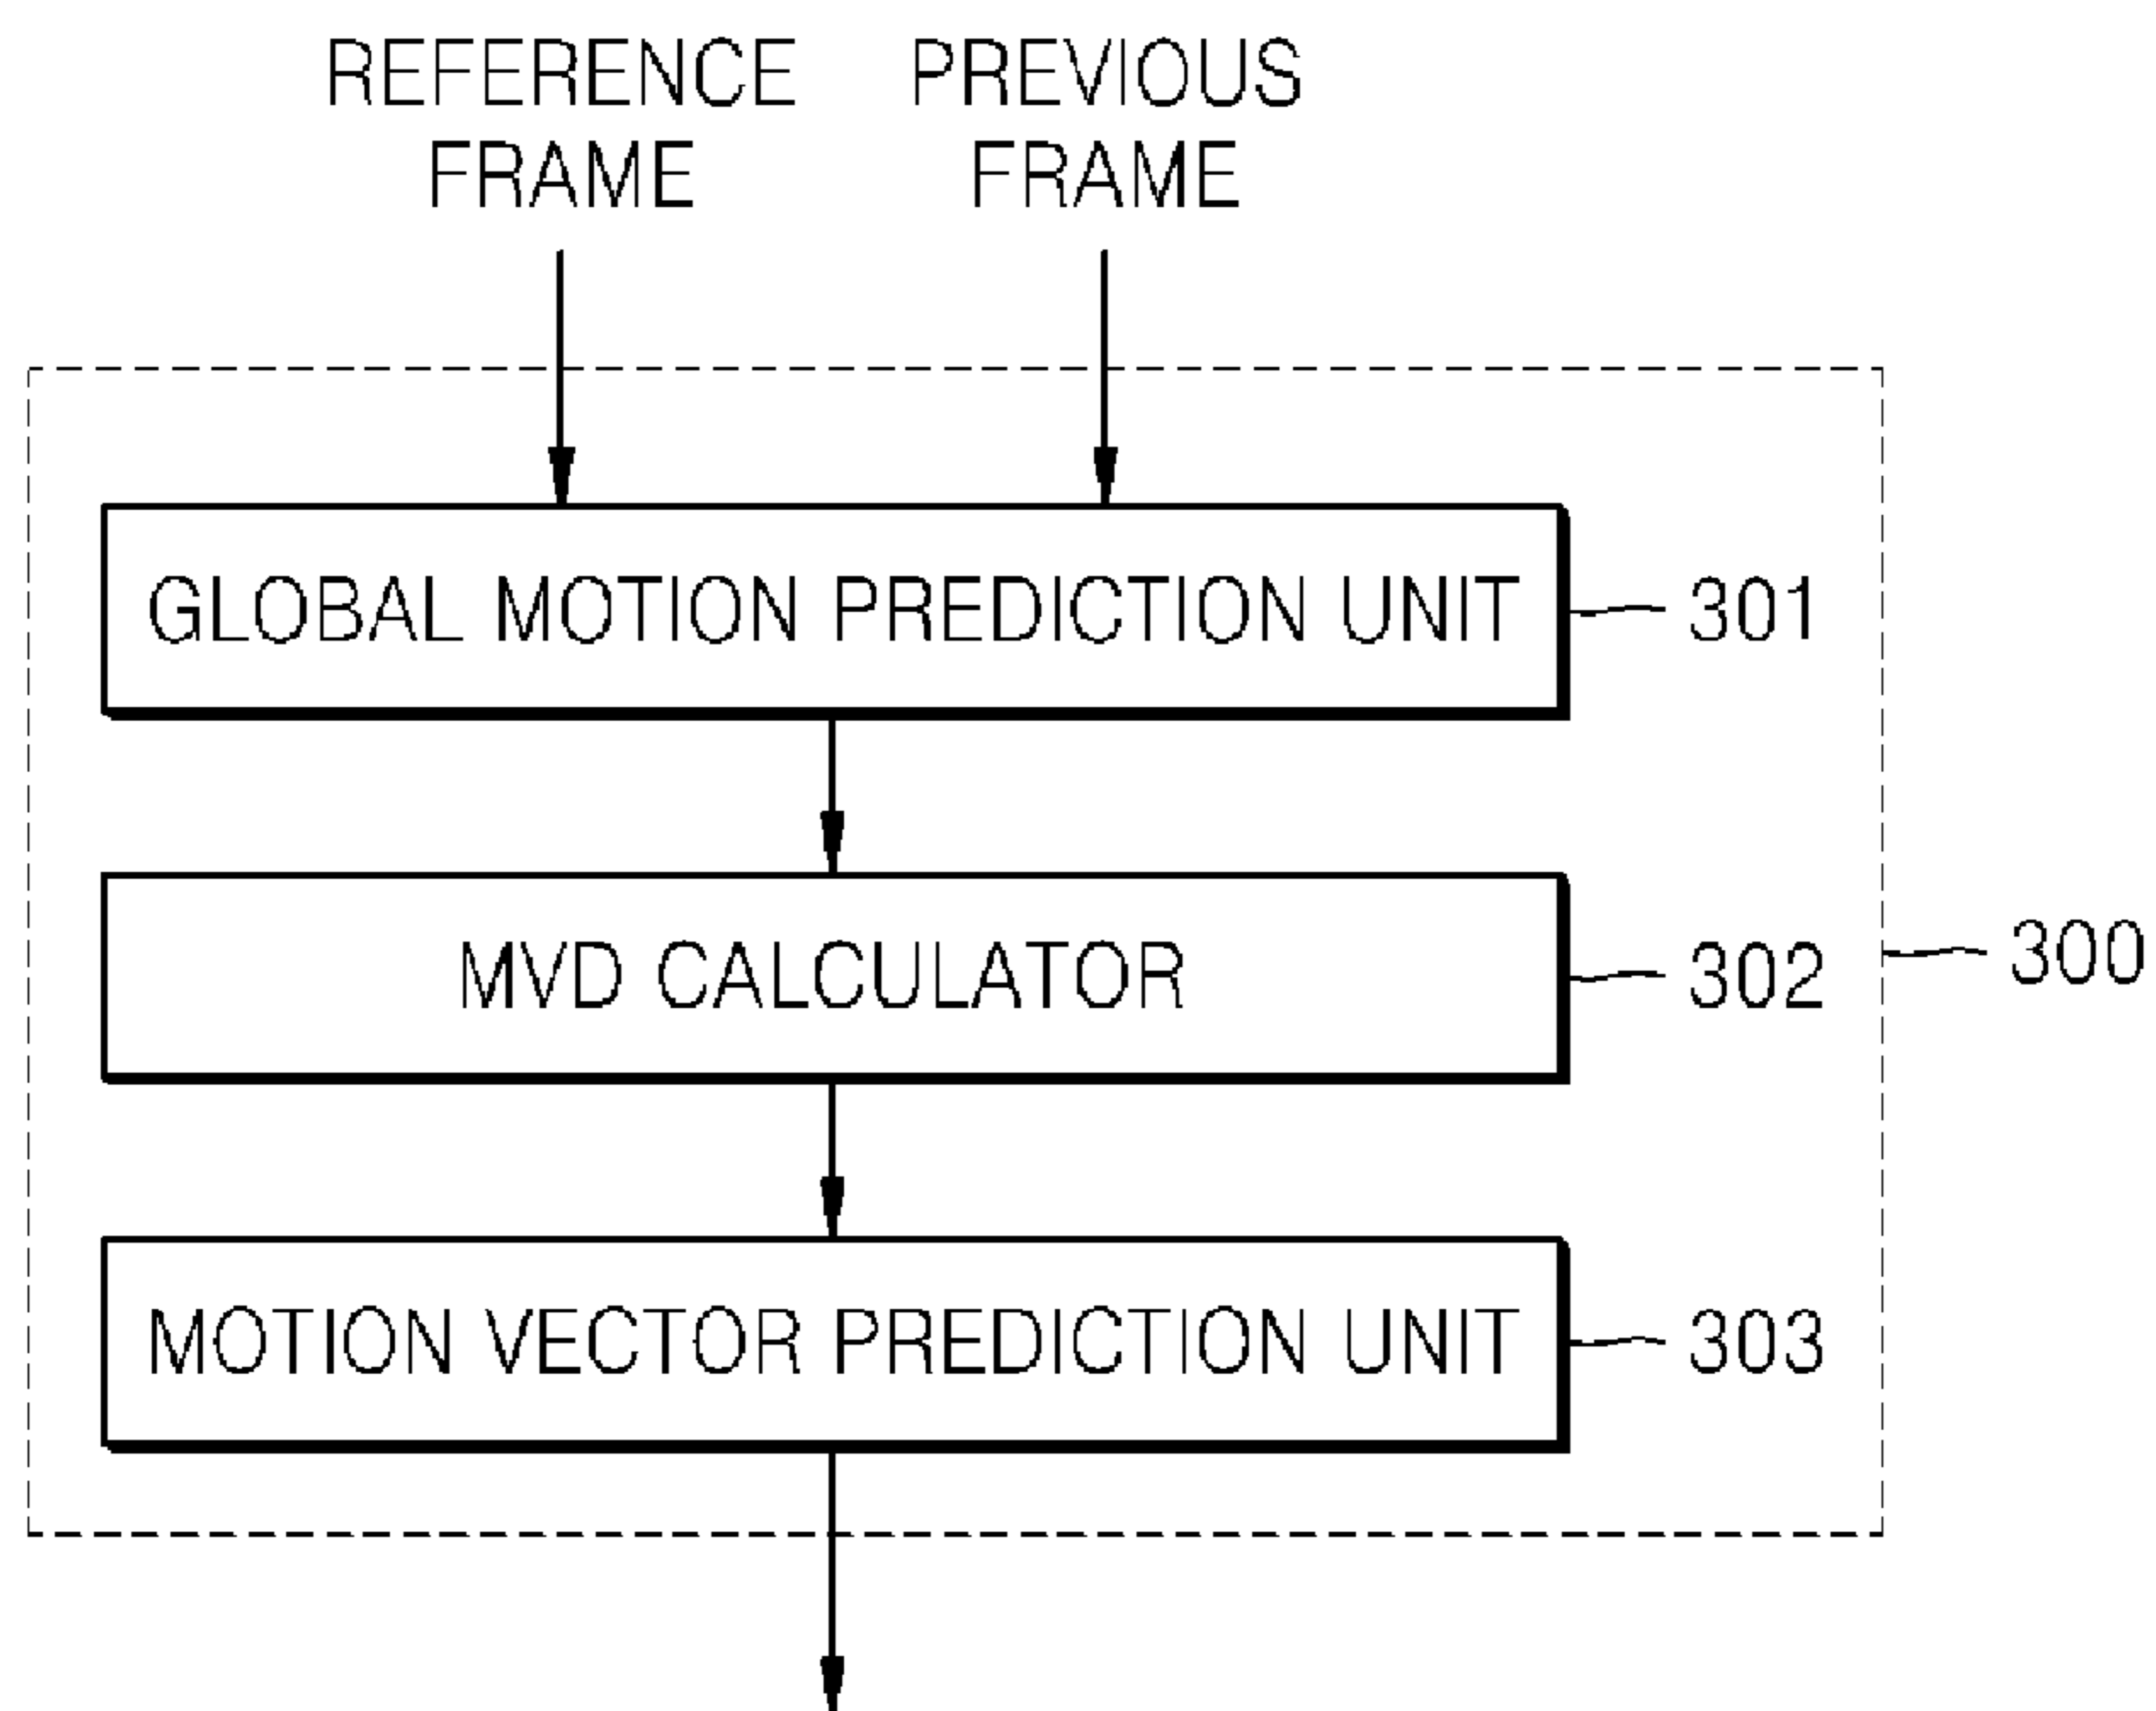 REFERENCE FRAME
PREVIOUS FRAME
GLOBAL MOTION PREDICTION UNIT
301
MVD CALCULATOR
302
300
MOTION VECTOR PREDICTION UNIT
303